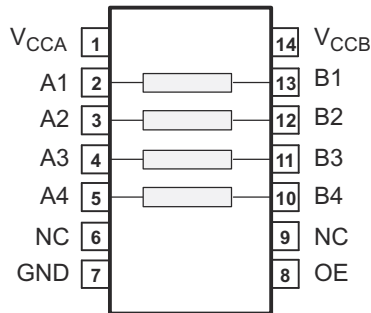 VCCA 1 14 VCCB
A1 2 13 B1
A2 3 12 B2
A3 4 11 B3
A4 5 10 B4
NC 6 9 NC
GND 7 8 OE